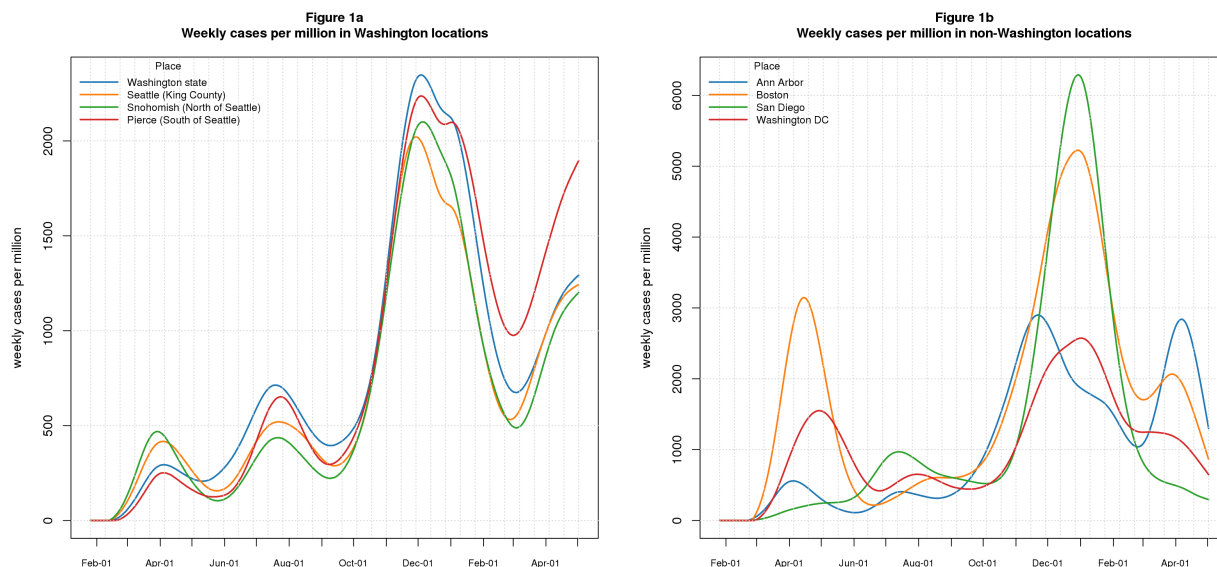 Figure 1a
Weekly cases per million in Washington locations
Place
Washington state
Seattle (King County)
Snohomish (North of Seattle)
Pierce (South of Seattle)
weekly cases per million
2000
1500
1000
500
0
Feb-01 Apr-01 Jun-01 Aug-01 Oct-01 Dec-01 Feb-01 Apr-01
Figure 1b
Weekly cases per million in non-Washington locations
Place
Ann Arbor
Boston
San Diego
Washington DC
weekly cases per million
6000
5000
4000
3000
2000
1000
0
Feb-01 Apr-01 Jun-01 Aug-01 Oct-01 Dec-01 Feb-01 Apr-01